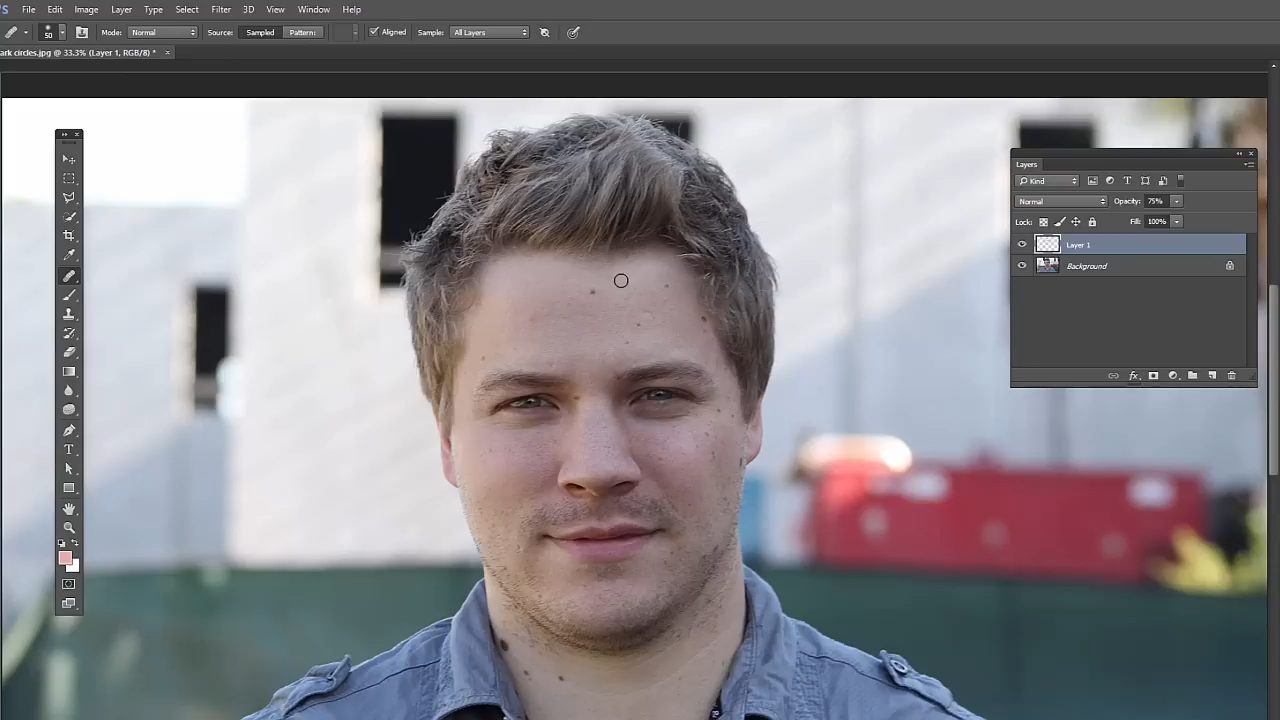 File Edit Image Layer Type Select Filter 3D View Window Help
50 Mode: Normal Source: Sampled Pattern: Aligned Sample: All Layers
ark circles.jpg @ 33.3% (Layer 1, RGB/8) * ×
Layers
Kind
Normal Opacity: 75%
Lock: Fill: 100%
Layer 1
Background